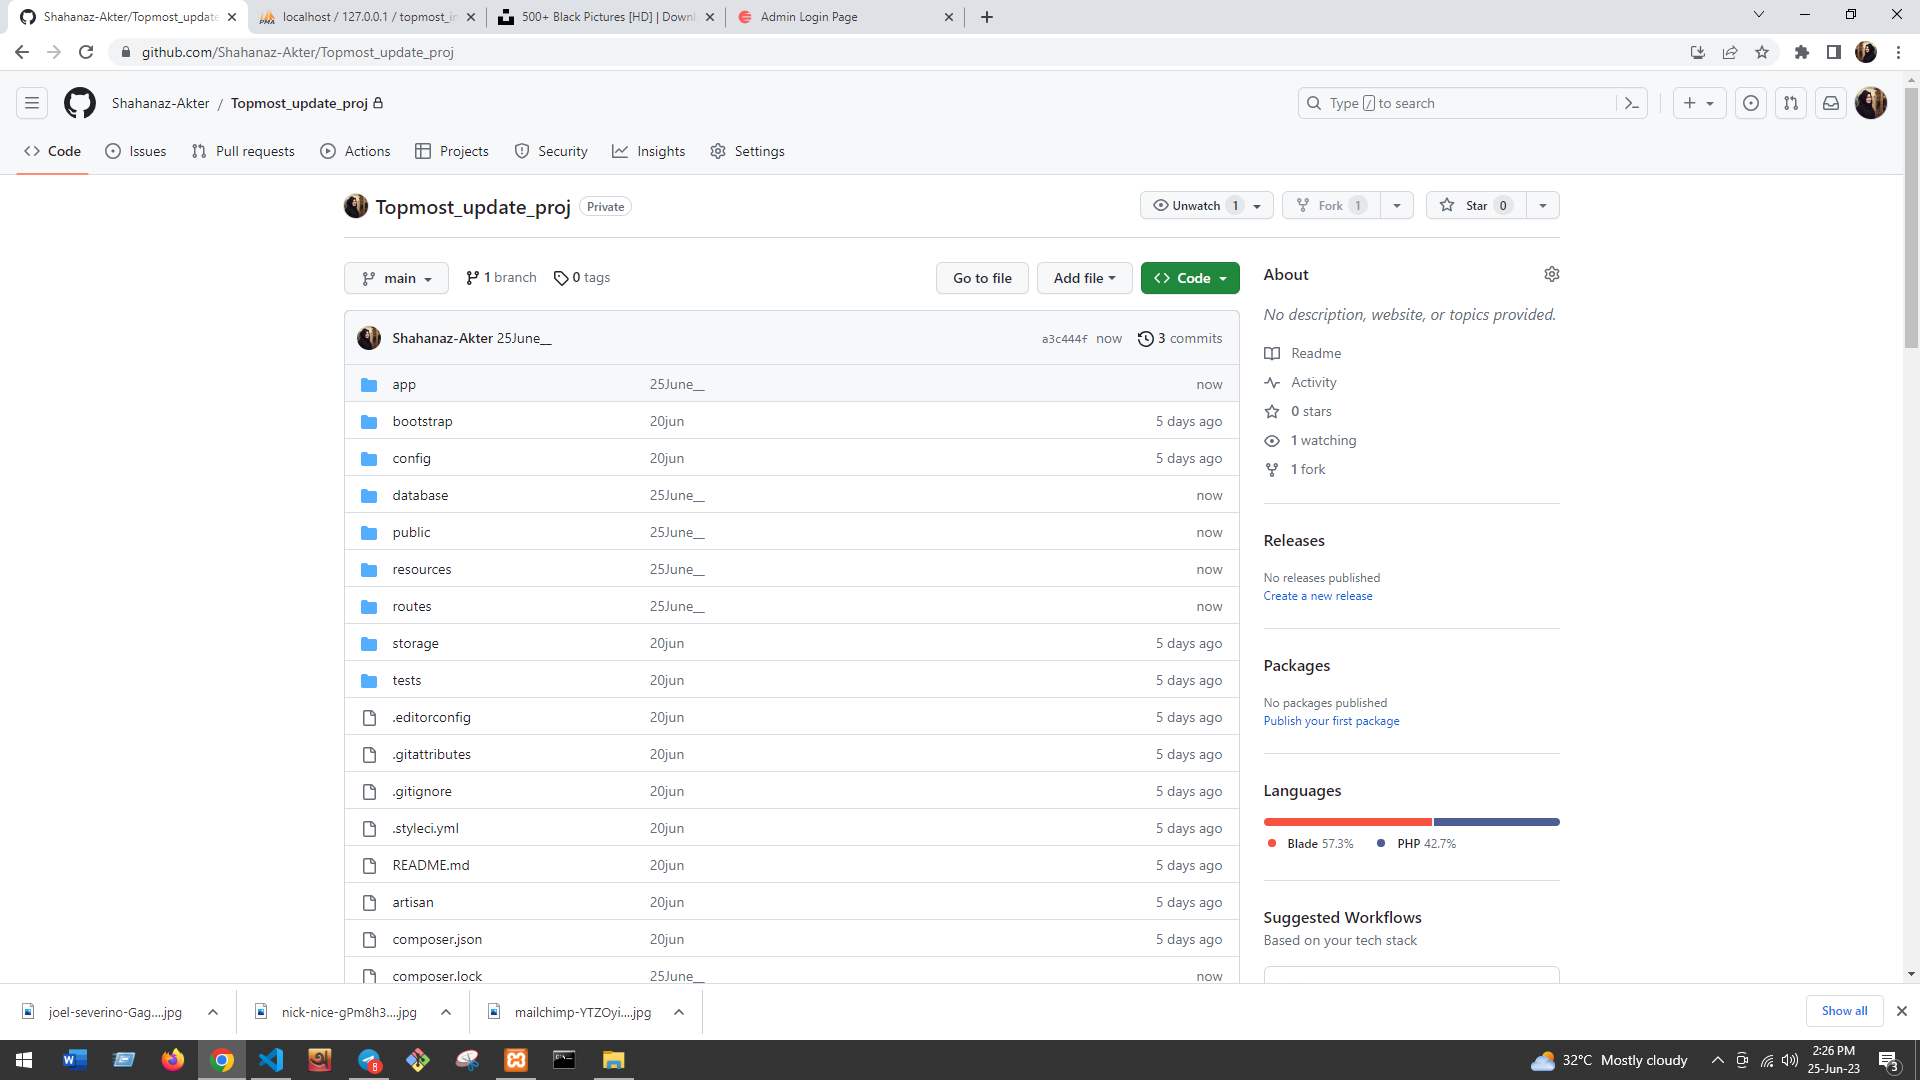 Shahanaz-Akter/Topmost_update
localhost / 127.0.0.1 / topmost_in
500+ Black Pictures [HD] | Downl
Admin Login Page
github.com/Shahanaz-Akter/Topmost_update_proj
Shahanaz-Akter / Topmost_update_proj
Type / to search
Code Issues Pull requests Actions Projects Security Insights Settings
Topmost_update_proj Private
Unwatch 1 Fork 1 Star 0
main 1 branch 0 tags
Go to file Add file Code
Shahanaz-Akter 25June__ a3c444f now 3 commits
app 25June__ now
bootstrap 20jun 5 days ago
config 20jun 5 days ago
database 25June__ now
public 25June__ now
resources 25June__ now
routes 25June__ now
storage 20jun 5 days ago
tests 20jun 5 days ago
.editorconfig 20jun 5 days ago
.gitattributes 20jun 5 days ago
.gitignore 20jun 5 days ago
.styleci.yml 20jun 5 days ago
README.md 20jun 5 days ago
artisan 20jun 5 days ago
composer.json 20jun 5 days ago
composer.lock 25June__ now
About
No description, website, or topics provided.
Readme
Activity
0 stars
1 watching
1 fork
Releases
No releases published
Create a new release
Packages
No packages published
Publish your first package
Languages
Blade 57.3% PHP 42.7%
Suggested Workflows
Based on your tech stack
joel-severino-Gag....jpg
nick-nice-gPm8h3....jpg
mailchimp-YTZOyi....jpg
Show all
32°C Mostly cloudy
2:26 PM
25-Jun-23
3
8
PMA